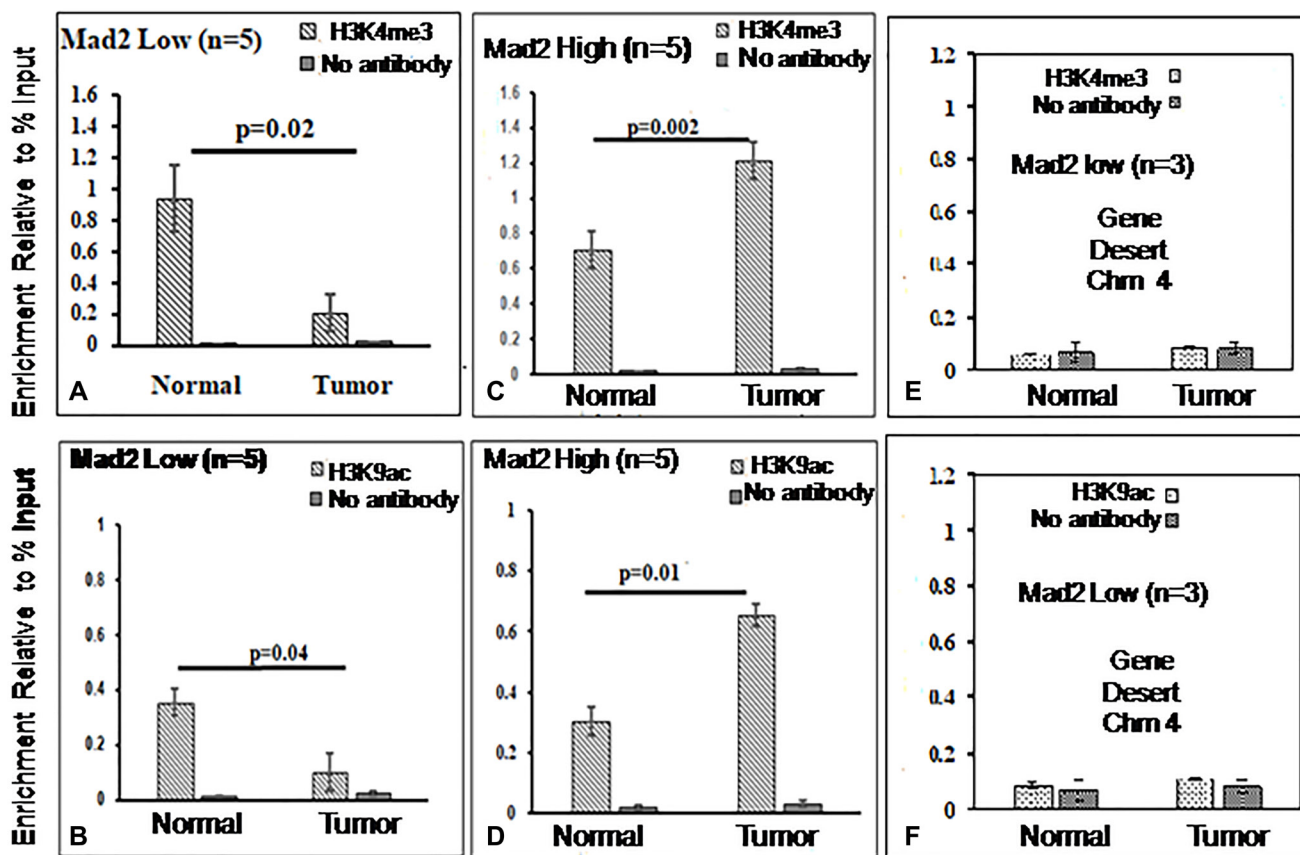 Enrichment Relative to % Input
Mad2 Low (n=5)
H3K4me3
No antibody
1.6
1.4
1.2
1
0.8
0.6
0.4
0.2
0
p=0.02
Normal Tumor
A
Mad2 High (n=5)
H3K4me3
No antibody
1.6
1.4
1.2
1
0.8
0.6
0.4
0.2
0
p=0.002
Normal Tumor
C
1.2
1
0.8
0.6
0.4
0.2
0
H3K4me3
No antibody
Mad2 low (n=3)
Gene
Desert
Chm 4
Normal Tumor
E
Enrichment Relative to % Input
Mad2 Low (n=5)
H3K9ac
No antibody
1
0.8
0.6
0.4
0.2
0
p=0.04
Normal Tumor
B
Mad2 High (n=5)
H3K9ac
No antibody
1
0.8
0.6
0.4
0.2
0
p=0.01
Normal Tumor
D
1.2
1
0.8
0.6
0.4
0.2
0
H3K9ac
No antibody
Mad2 Low (n=3)
Gene
Desert
Chm 4
Normal Tumor
F